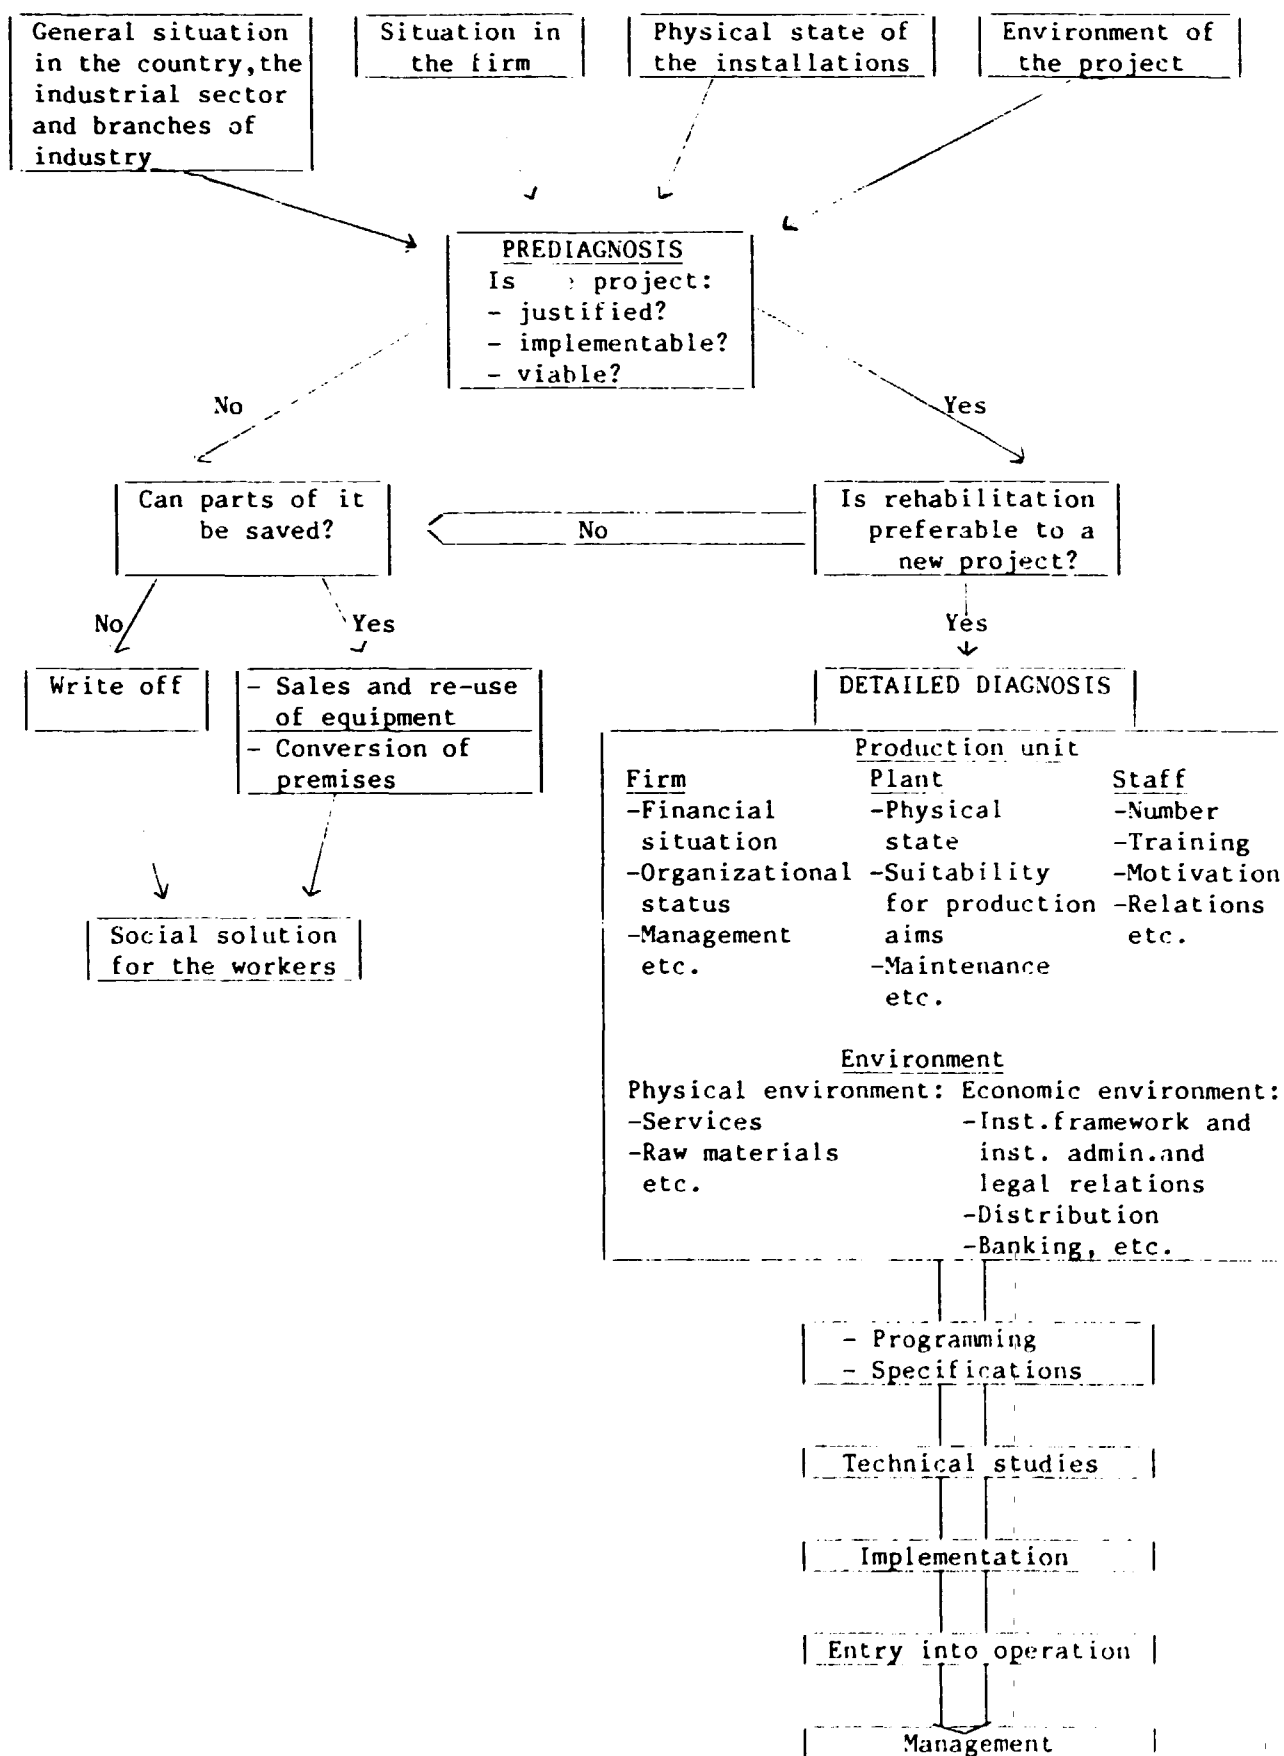 General situation
in the country,the
industrial sector
and branches of
industry
Situation in
the firm
Physical state of
the installations
Environment of
the project
PREDIAGNOSIS
Is project:
- justified?
- implementable?
- viable?
No
Yes
Can parts of it
be saved?
No
Is rehabilitation
preferable to a
new project?
No
Yes
Yes
Write off
- Sales and re-use
of equipment
- Conversion of
premises
Social solution
for the workers
DETAILED DIAGNOSIS
Production unit
Firm
-Financial
situation
-Organizational
status
-Management
etc.
Plant
-Physical
state
-Suitability
for production
aims
-Maintenance
etc.
Staff
-Number
-Training
-Motivation
-Relations
etc.
Environment
Physical environment:
-Services
-Raw materials
etc.
Economic environment:
-Inst.framework and
inst. admin.and
legal relations
-Distribution
-Banking, etc.
- Programming
- Specifications
Technical studies
Implementation
Entry into operation
Management